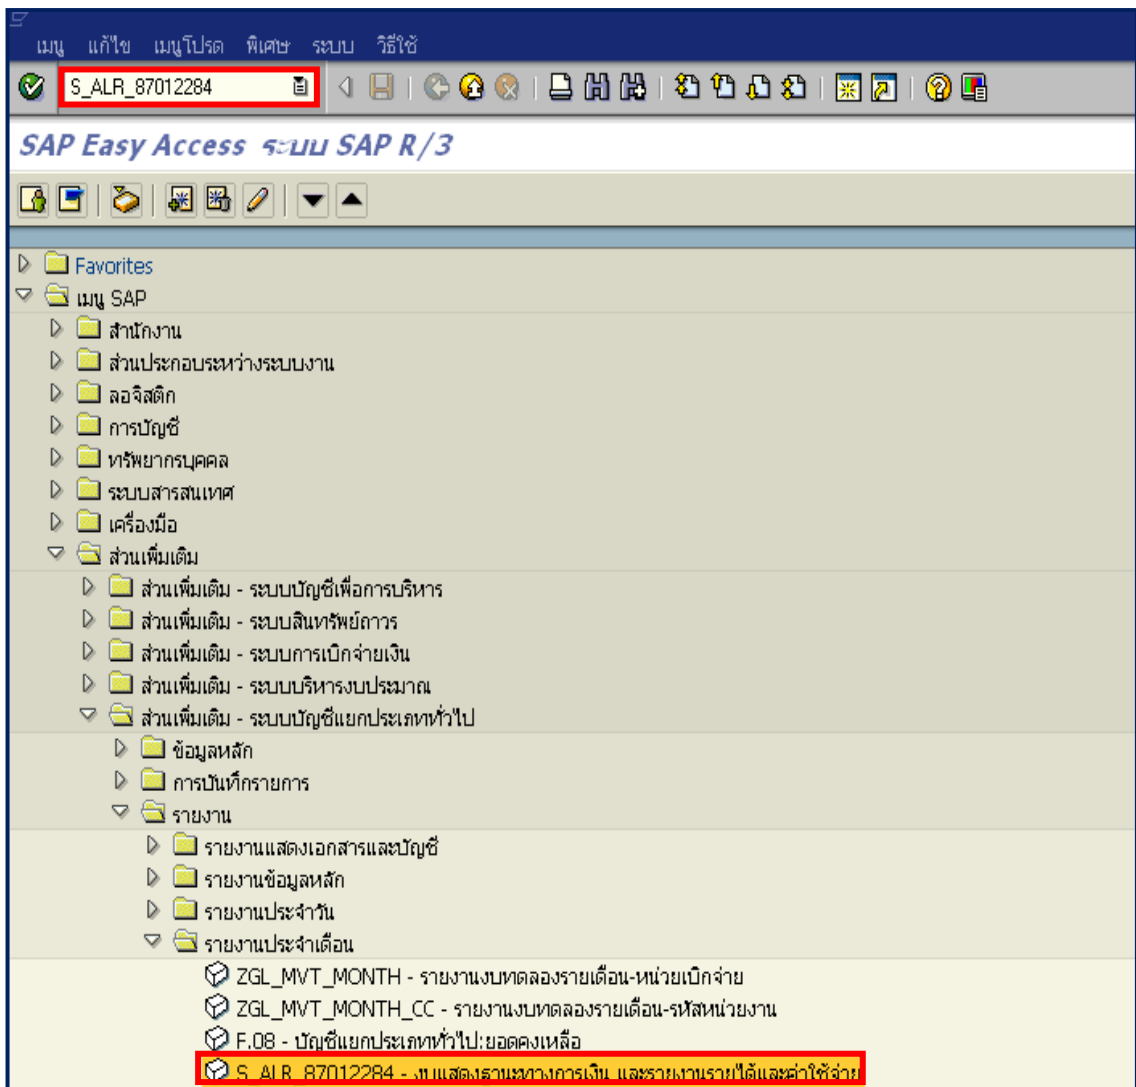 เมนู แก้ไข เมนูโปรด พิเศษ ระบบ วิธีใช้
S_ALR_87012284
SAP Easy Access ระบบ SAP R/3
Favorites
เมนู SAP
สำนักงาน
ส่วนประกอบระหว่างระบบงาน
ลอจิสติก
การบัญชี
ทรัพยากรบุคคล
ระบบสารสนเทศ
เครื่องมือ
ส่วนเพิ่มเติม
ส่วนเพิ่มเติม - ระบบบัญชีเพื่อการบริหาร
ส่วนเพิ่มเติม - ระบบสินทรัพย์ถาวร
ส่วนเพิ่มเติม - ระบบการเบิกจ่ายเงิน
ส่วนเพิ่มเติม - ระบบบริหารงบประมาณ
ส่วนเพิ่มเติม - ระบบบัญชีแยกประเภททั่วไป
ข้อมูลหลัก
การบันทึกรายการ
รายงาน
รายงานแสดงเอกสารและบัญชี
รายงานข้อมูลหลัก
รายงานประจำวัน
รายงานประจำเดือน
ZGL_MVT_MONTH - รายงานงบทดลองรายเดือน-หน่วยเบิกจ่าย
ZGL_MVT_MONTH_CC - รายงานงบทดลองรายเดือน-รหัสหน่วยงาน
F.08 - บัญชีแยกประเภททั่วไป:ยอดคงเหลือ
S_ALR_87012284 - งบแสดงฐานะทางการเงิน และรายงานรายได้และค่าใช้จ่าย